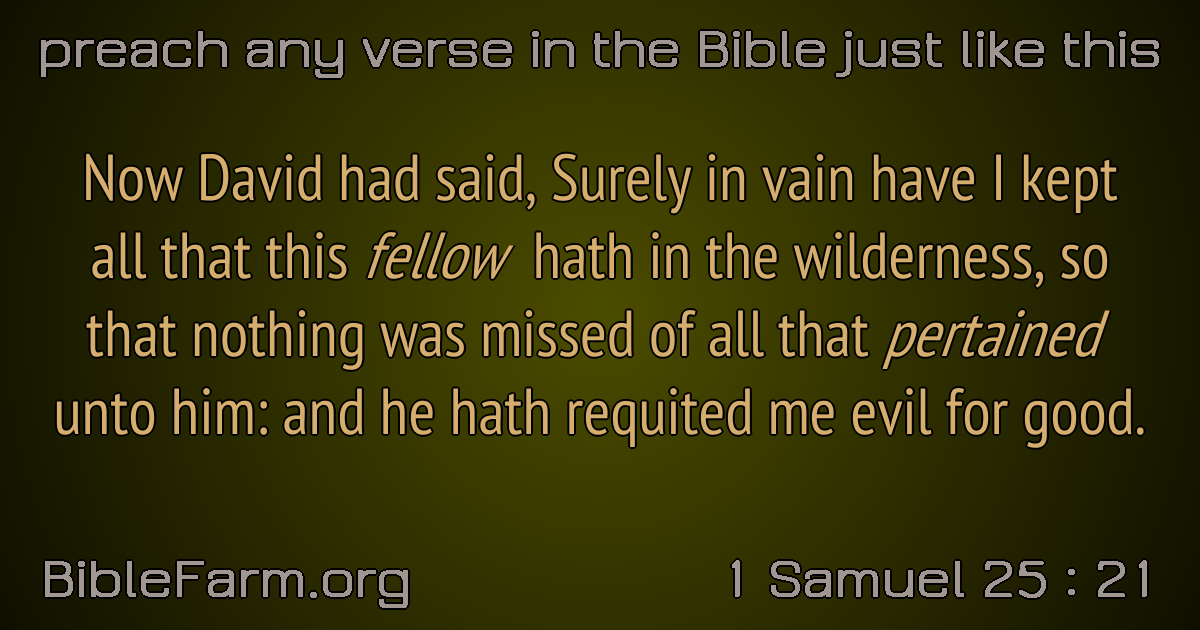 preach any verse in the Bible just like this
Now David had said, Surely in vain have I kept
all that this fellow hath in the wilderness, so
that nothing was missed of all that pertained
unto him: and he hath requited me evil for good.
BibleFarm.org
1 Samuel 25 : 21